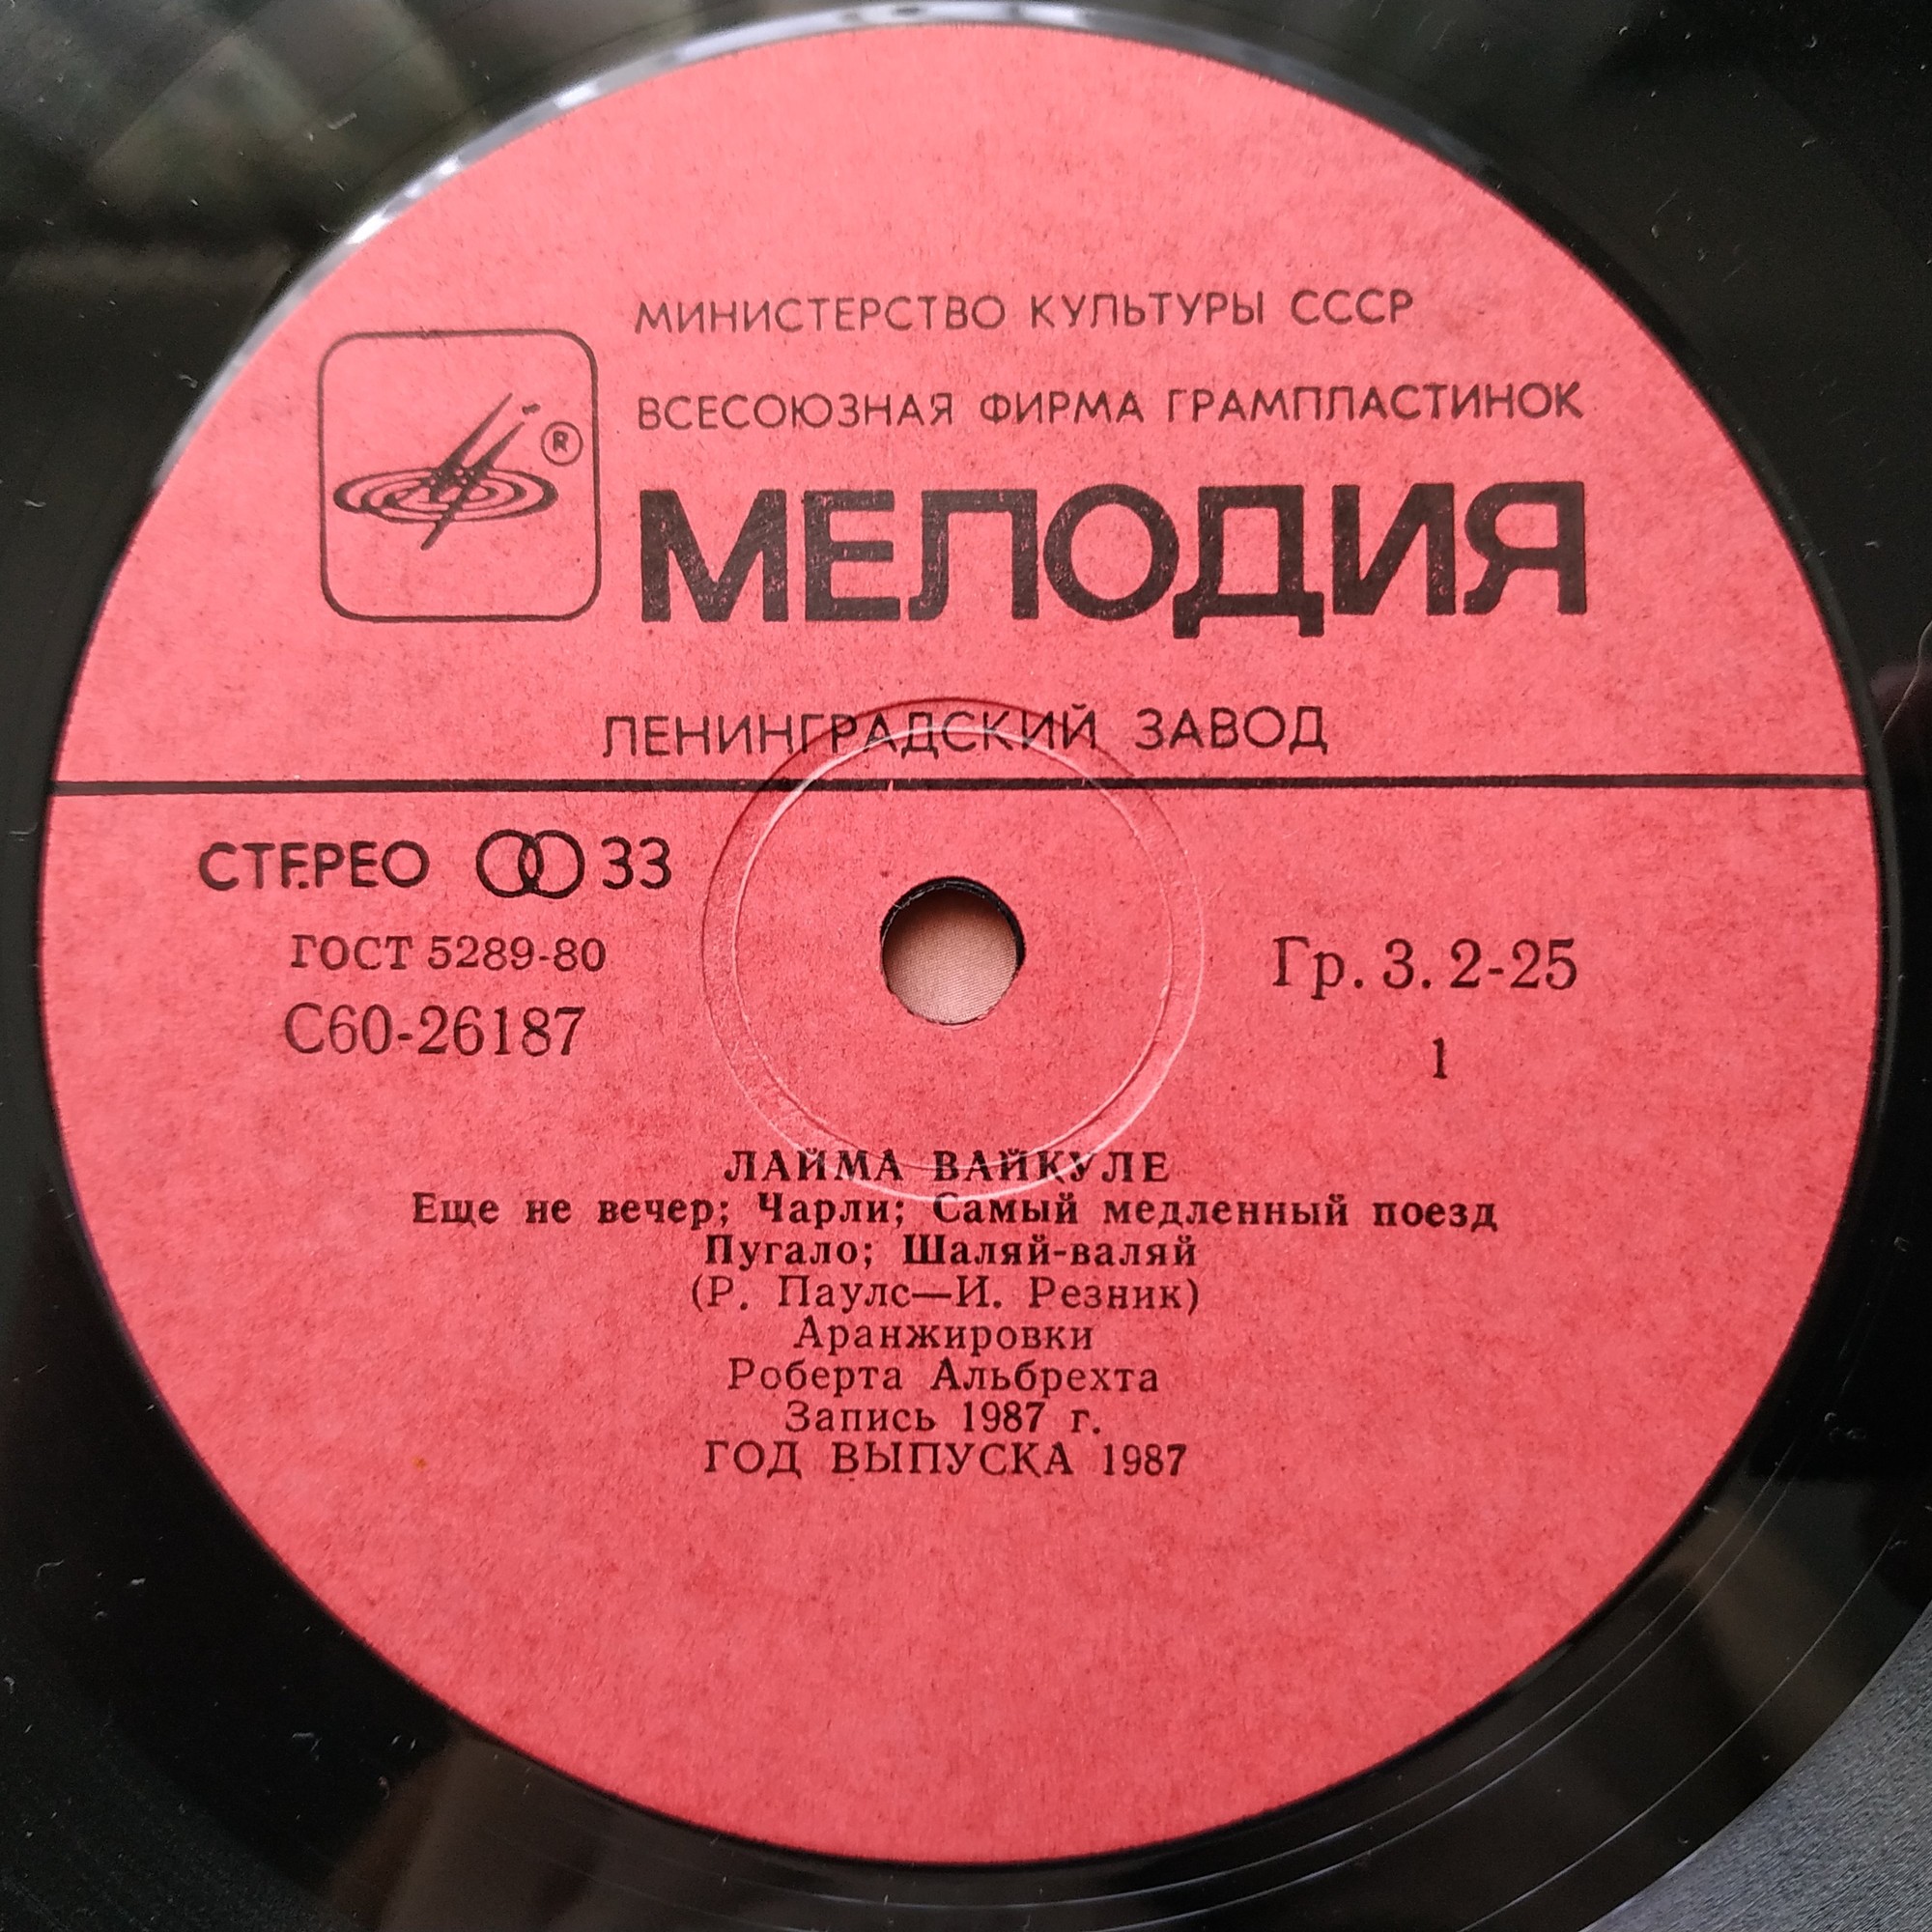 МИНИСТЕРСТВО КУЛЬТУРЫ СССР
ВСЕСОЮЗНАЯ ФИРМА ГРАМПЛАСТИНОК
®
МЕЛОДИЯ
ЛЕНИНГРАДСКИЙ ЗАВОД
СТЕРЕО 33
ГОСТ 5289-80
С60-26187
Гр. 3. 2-25
1
ЛАЙМА ВАЙКУЛЕ
Еще не вечер; Чарли; Самый медленный поезд
Пугало; Шаляй-валяй
(Р. Паулс—И. Резник)
Аранжировки
Роберта Альбрехта
Запись 1987 г.
ГОД ВЫПУСКА 1987